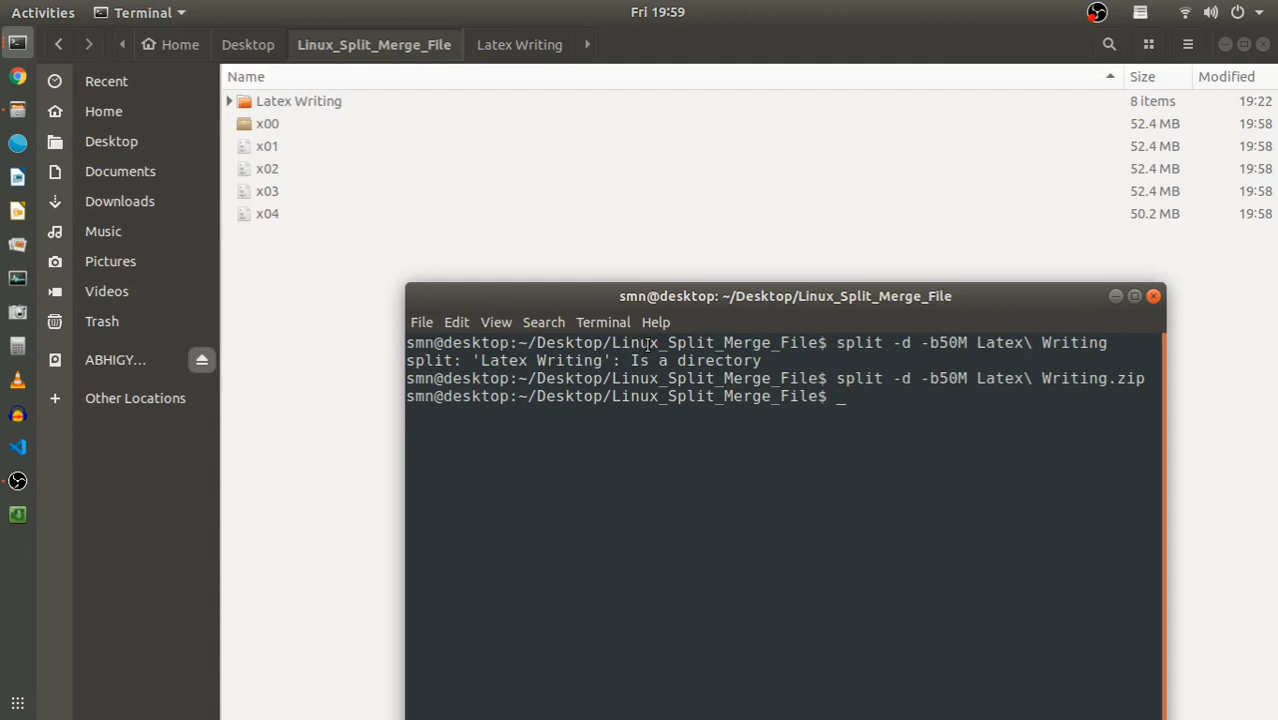 Activities
Terminal
Fri 19:59
Home
Desktop
Linux_Split_Merge_File
Latex Writing
Recent
Home
Desktop
Documents
Downloads
Music
Pictures
Videos
Trash
ABHIGY…
Other Locations
Name Size Modified
Latex Writing 8 items 19:22
x00 52.4 MB 19:58
x01 52.4 MB 19:58
x02 52.4 MB 19:58
x03 52.4 MB 19:58
x04 50.2 MB 19:58
smn@desktop: ~/Desktop/Linux_Split_Merge_File
File Edit View Search Terminal Help
smn@desktop:~/Desktop/Linux_Split_Merge_File$ split -d -b50M Latex\ Writing
split: 'Latex Writing': Is a directory
smn@desktop:~/Desktop/Linux_Split_Merge_File$ split -d -b50M Latex\ Writing.zip
smn@desktop:~/Desktop/Linux_Split_Merge_File$ _